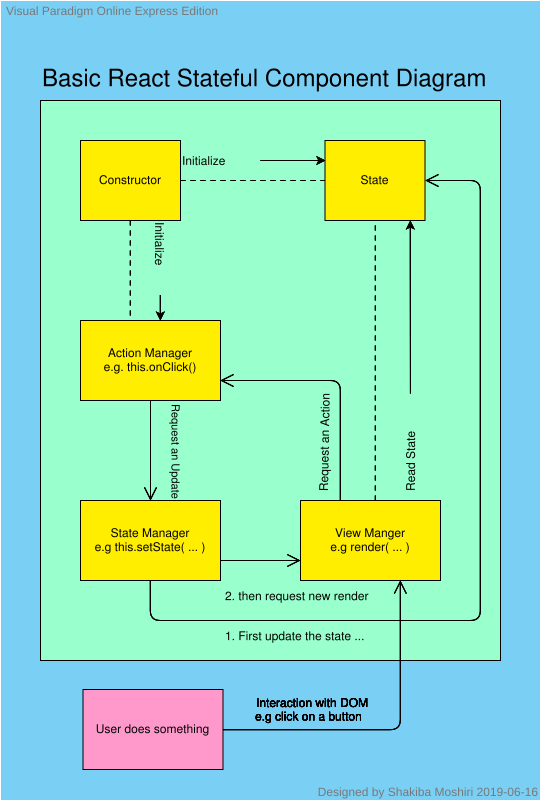 Visual Paradigm Online Express Edition
Basic React Stateful Component Diagram
Constructor
Initialize
State
Initialize
Action Manager
e.g. this.onClick()
Request an Update
Request an Action
Read State
State Manager
e.g this.setState( ... )
View Manger
e.g render( ... )
2. then request new render
1. First update the state ...
User does something
Interaction with DOM
e.g click on a button
Designed by Shakiba Moshiri 2019-06-16